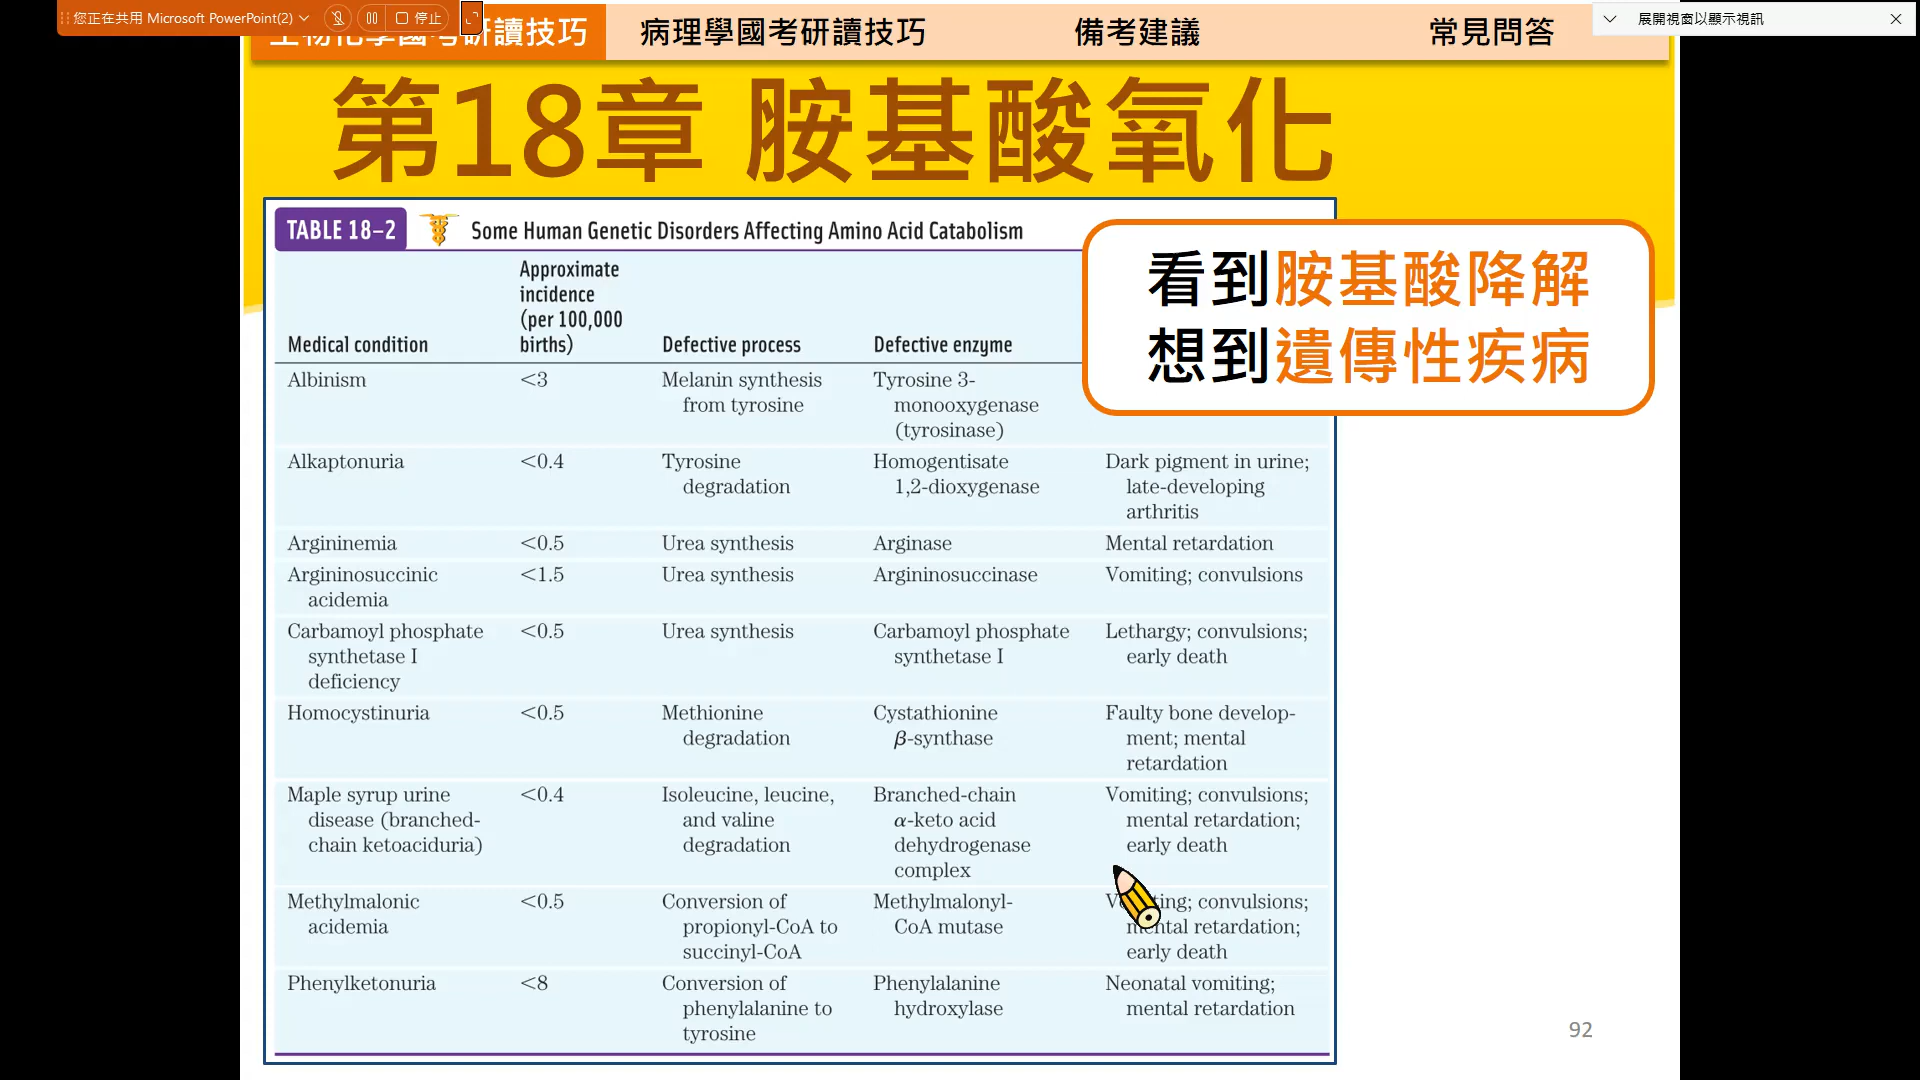 您正在共用 Microsoft PowerPoint(2)
停止
展開視窗以顯示視訊
研讀技巧
病理學國考研讀技巧
備考建議
常見問答
第18章 胺基酸氧化
TABLE 18–2 Some Human Genetic Disorders Affecting Amino Acid Catabolism
看到胺基酸降解
想到遺傳性疾病
Medical condition
Approximate
incidence
(per 100,000
births)
Defective process
Defective enzyme
Albinism
<3
Melanin synthesis
from tyrosine
Tyrosine 3-
monooxygenase
(tyrosinase)
Alkaptonuria
<0.4
Tyrosine
degradation
Homogentisate
1,2-dioxygenase
Dark pigment in urine;
late-developing
arthritis
Argininemia
<0.5
Urea synthesis
Arginase
Mental retardation
Argininosuccinic
acidemia
<1.5
Urea synthesis
Argininosuccinase
Vomiting; convulsions
Carbamoyl phosphate
synthetase I
deficiency
<0.5
Urea synthesis
Carbamoyl phosphate
synthetase I
Lethargy; convulsions;
early death
Homocystinuria
<0.5
Methionine
degradation
Cystathionine
β-synthase
Faulty bone develop-
ment; mental
retardation
Maple syrup urine
disease (branched-
chain ketoaciduria)
<0.4
Isoleucine, leucine,
and valine
degradation
Branched-chain
α-keto acid
dehydrogenase
complex
Vomiting; convulsions;
mental retardation;
early death
Methylmalonic
acidemia
<0.5
Conversion of
propionyl-CoA to
succinyl-CoA
Methylmalonyl-
CoA mutase
convulsions;
mental retardation;
early death
Phenylketonuria
<8
Conversion of
phenylalanine to
tyrosine
Phenylalanine
hydroxylase
Neonatal vomiting;
mental retardation
92